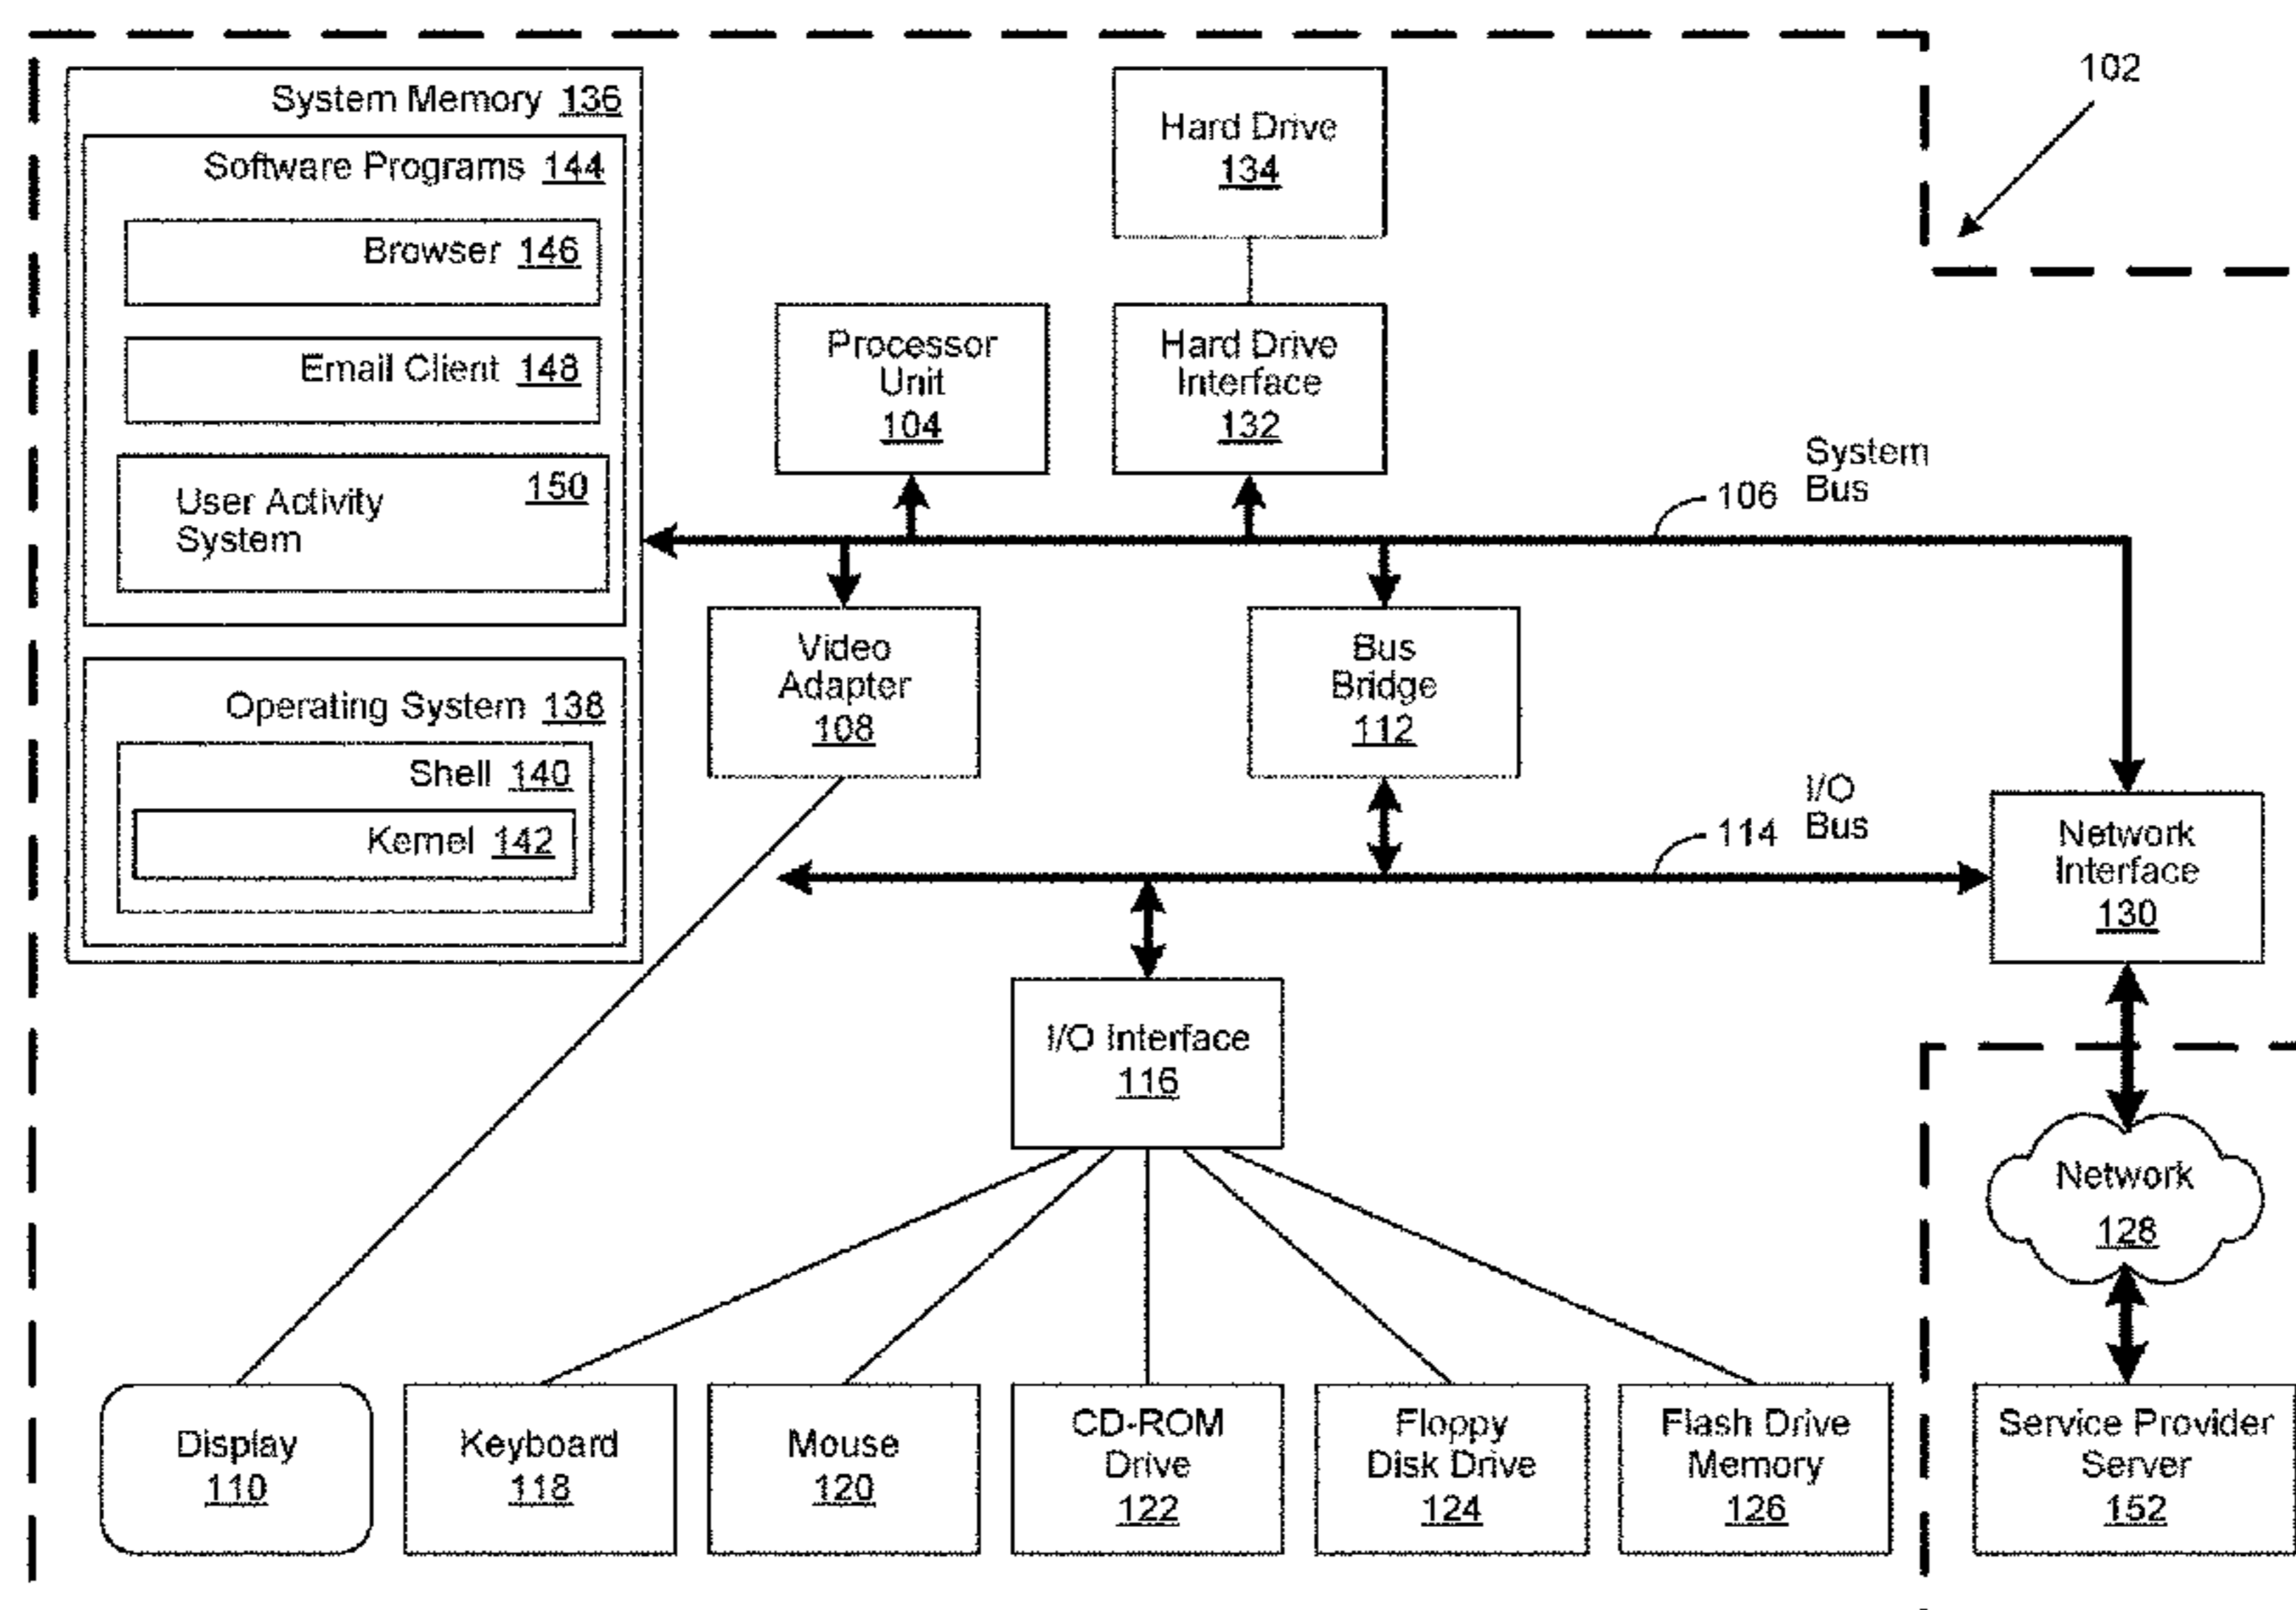 102
System Memory 136
Software Programs 144
Browser 146
Email Client 148
User Activity 150
System
Operating System 138
Shell 140
Kernel 142
Hard Drive
134
Processor
Unit
104
Hard Drive
Interface
132
106 System
Bus
Video
Adapter
108
Bus
Bridge
112
114 I/O
Bus
Network
Interface
130
I/O Interface
116
Network
128
Display
110
Keyboard
118
Mouse
120
CD-ROM
Drive
122
Floppy
Disk Drive
124
Flash Drive
Memory
126
Service Provider
Server
152